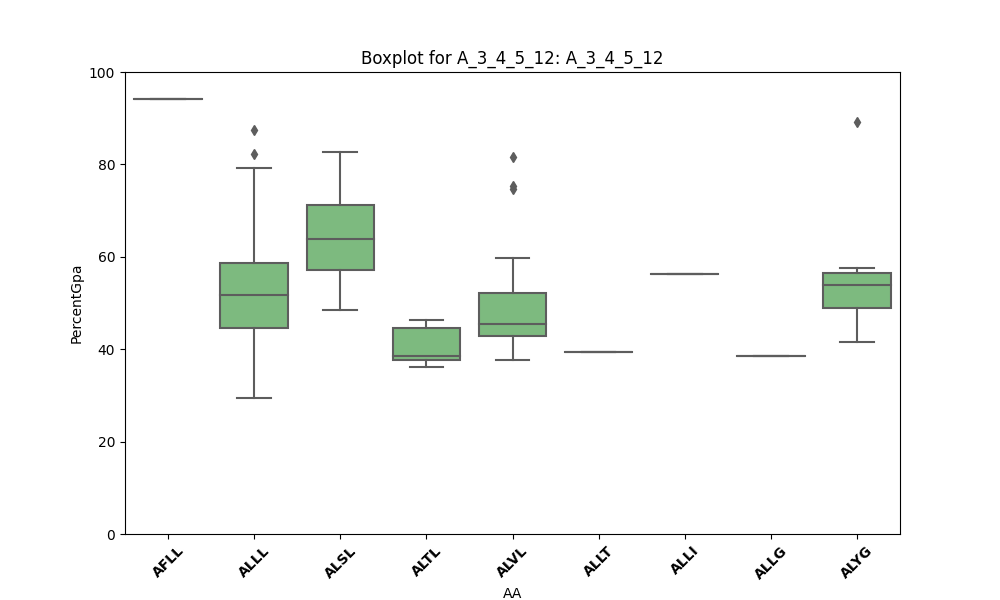 Boxplot for A_3_4_5_12: A_3_4_5_12
PercentGpa
100
80
60
40
20
0
AFLL
ALLL
ALSL
ALTL
ALVL
ALLT
ALLI
ALLG
ALYG
AA